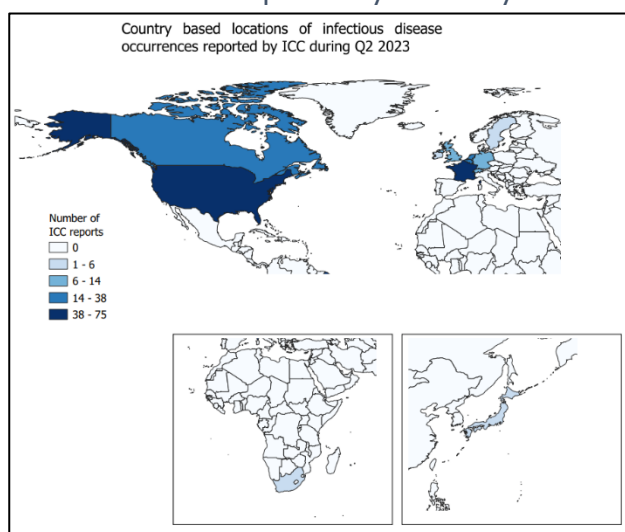 Country based locations of infectious disease
occurrences reported by ICC during Q2 2023
Number of
ICC reports
0
1 - 6
6 - 14
14 - 38
38 - 75